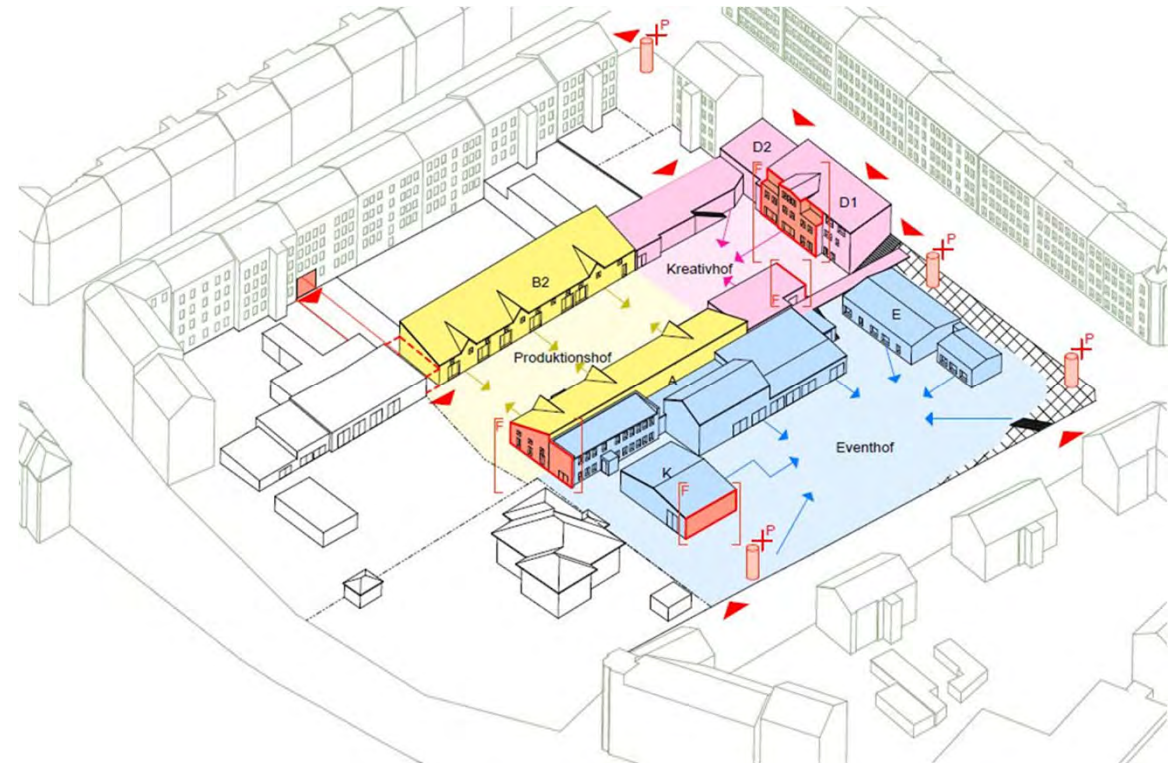 P
D2
F
D1
P
Kreativhof
B2
E
E
P
Produktionshof
A
F
Eventhof
K
F
P